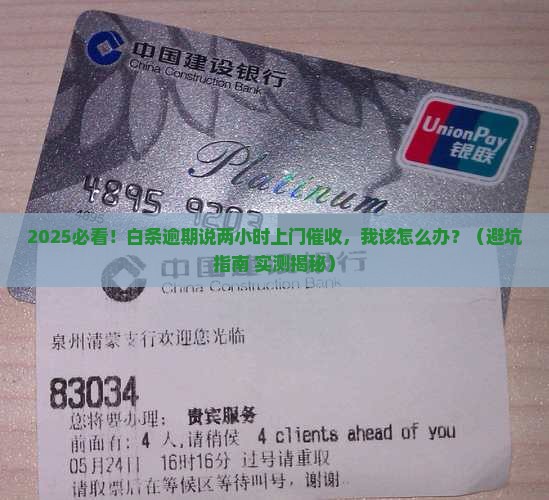 中国建设银行
China Construction Bank
UnionPay
银联
Platinum
4895 9203
2025必看！白条逾期说两小时上门催收，我该怎么办？（避坑
指南 实测揭秘）
中国建设银行
China Construction Bank
泉州清蒙支行欢迎您光临
83034
您将要办理： 贵宾服务
前面有: 4 人,请稍侯 4 clients ahead of you
05月24日 16时16分 过号请重取
请取票后在等候区等待叫号，谢谢